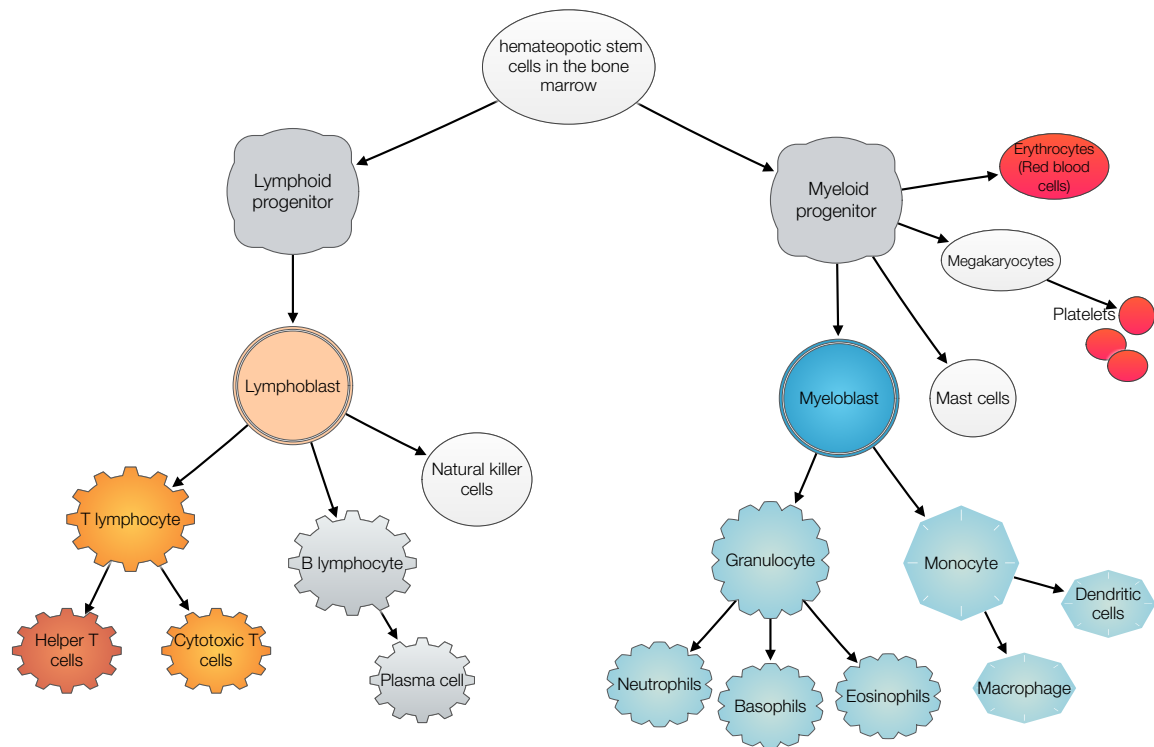 hemateopotic stem
cells in the bone
marrow
Lymphoid
progenitor
Myeloid
progenitor
Erythrocytes
(Red blood
cells)
Megakaryocytes
Platelets
Lymphoblast
Myeloblast
Mast cells
Natural killer
cells
T lymphocyte
B lymphocyte
Granulocyte
Monocyte
Dendritic
cells
Helper T
cells
Cytotoxic T
cells
Plasma cell
Neutrophils
Basophils
Eosinophils
Macrophage